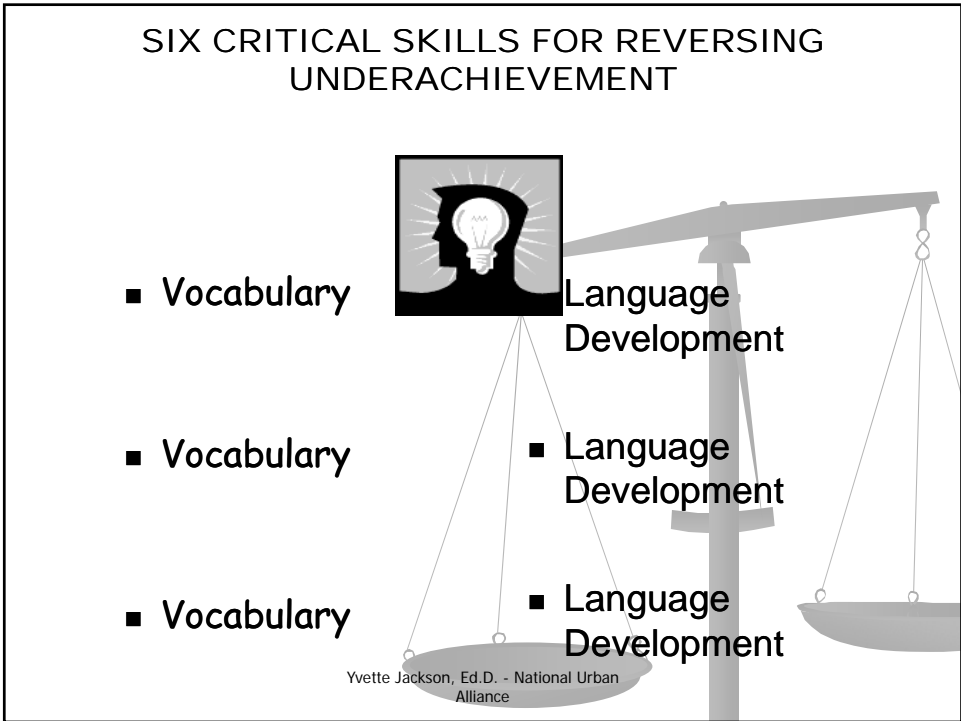 SIX CRITICAL SKILLS FOR REVERSING
UNDERACHIEVEMENT
■ Vocabulary
■ Vocabulary
■ Vocabulary
Language
Development
■ Language
Development
■ Language
Development
Yvette Jackson, Ed.D. - National Urban
Alliance